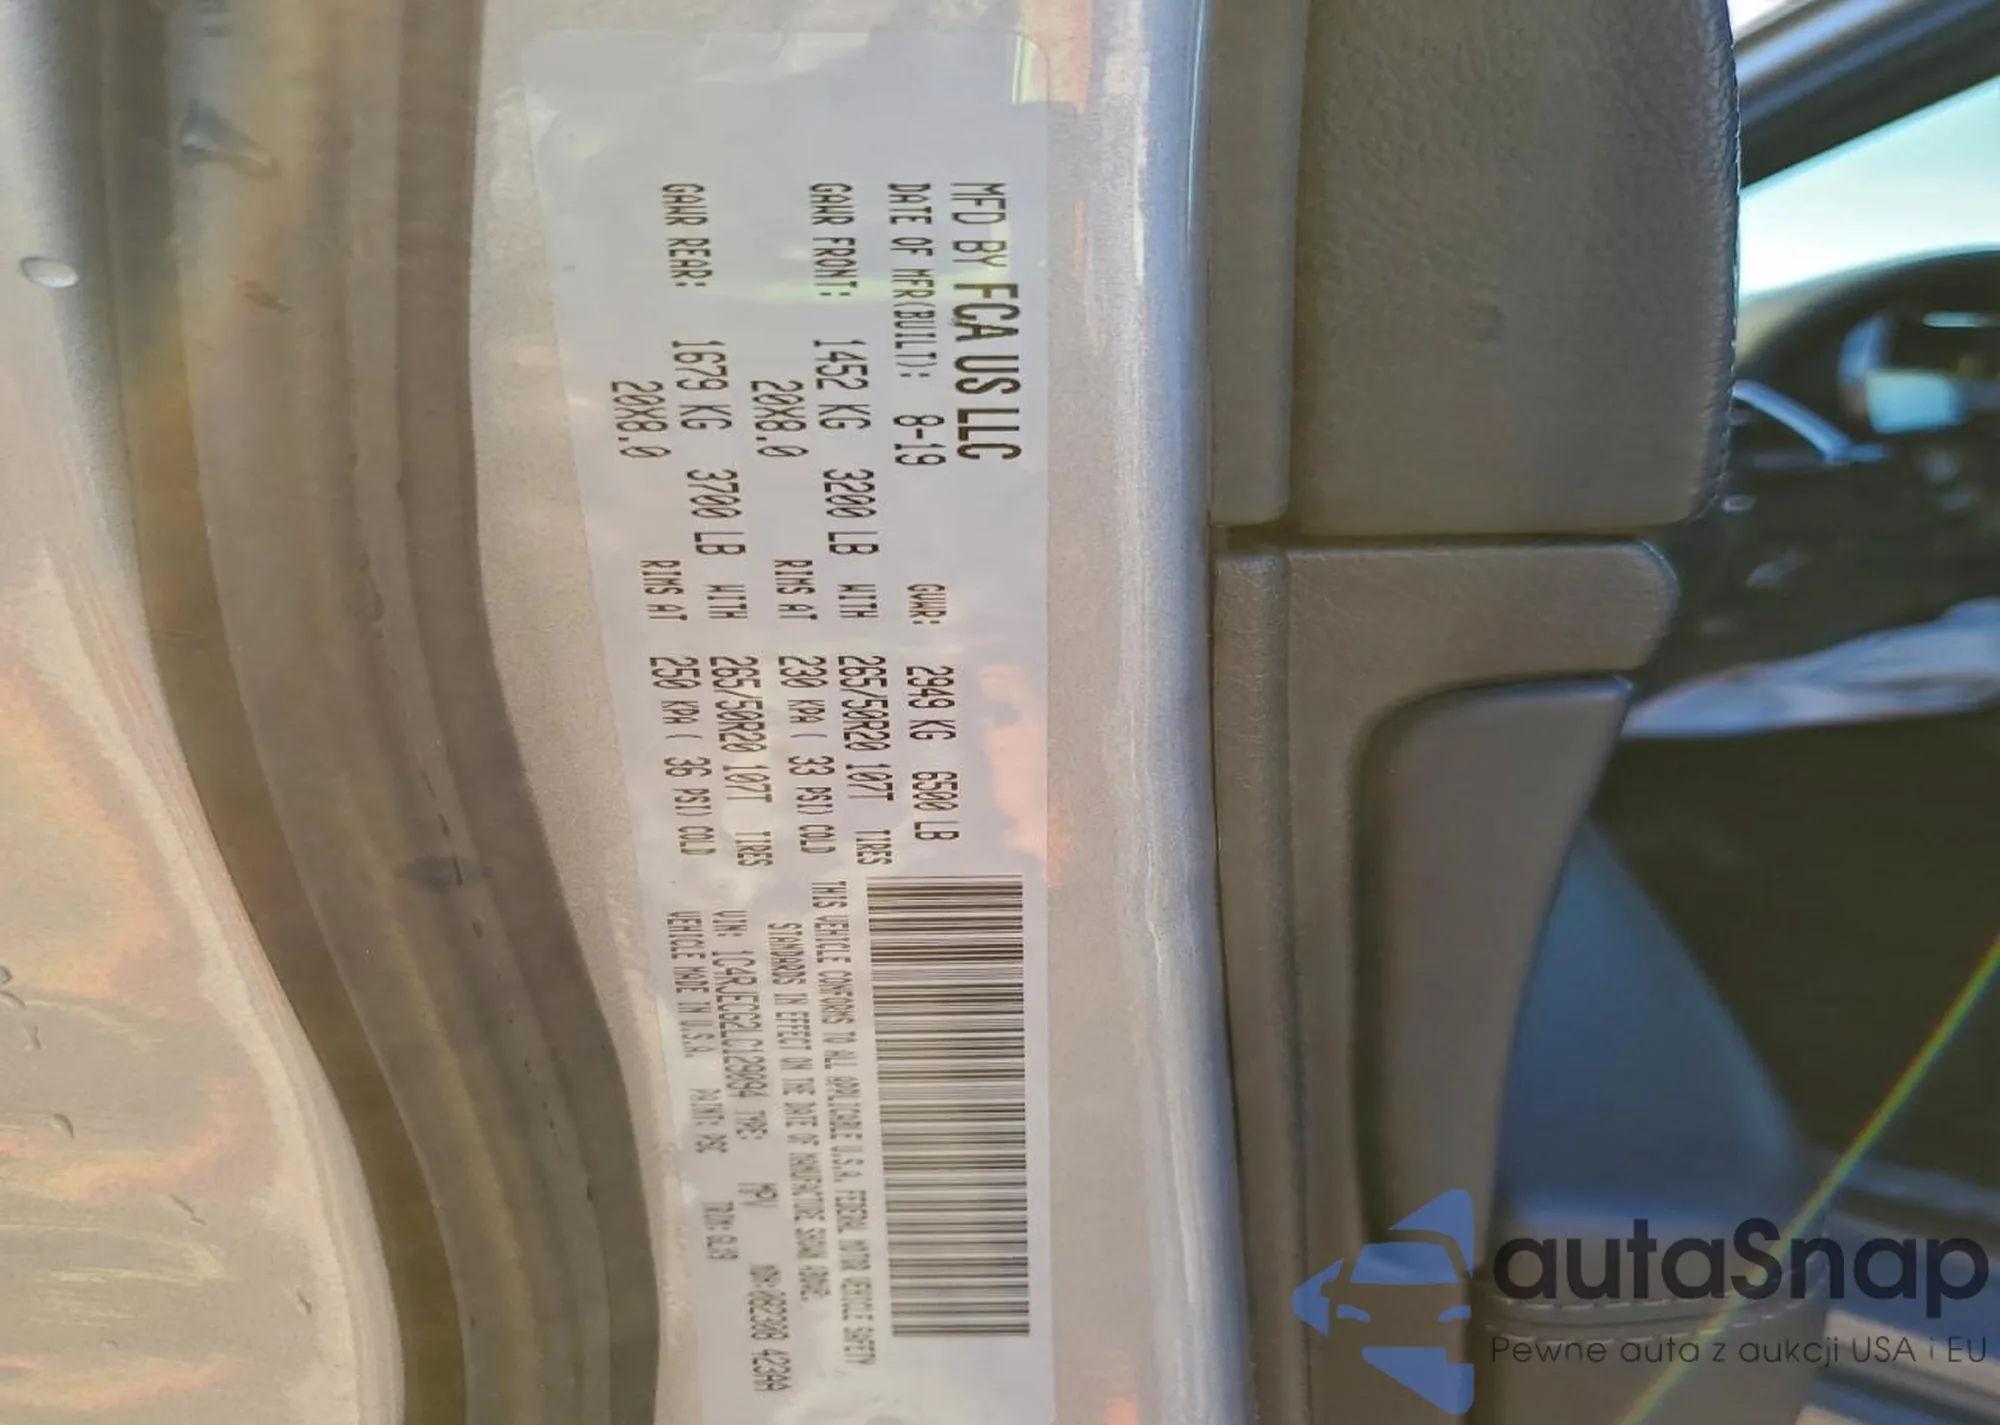 MFD BY FCA US LLC
DATE OF MFR(BUILT): 8-19 GVWR: 2949 KG 6500 LB
GAWR FRONT: 1452 KG 3200 LB WITH 265/50R20 107T TIRES
20X8.0 RIMS AT 230 KPA ( 33 PSI) COLD
GAWR REAR: 1679 KG 3700 LB WITH 265/50R20 107T TIRES
20X8.0 RIMS AT 250 KPA ( 36 PSI) COLD
THIS VEHICLE CONFORMS TO ALL APPLICABLE U.S.A. FEDERAL MOTOR VEHICLE SAFETY
STANDARDS IN EFFECT ON THE DATE OF MANUFACTURE SHOWN ABOVE.
VIN: 1C4RJECG2LC129094 TYPE: MPV
VEHICLE MADE IN U.S.A. PAINT: PSC
autaSnap
Pewne auta z aukcji USA i EU